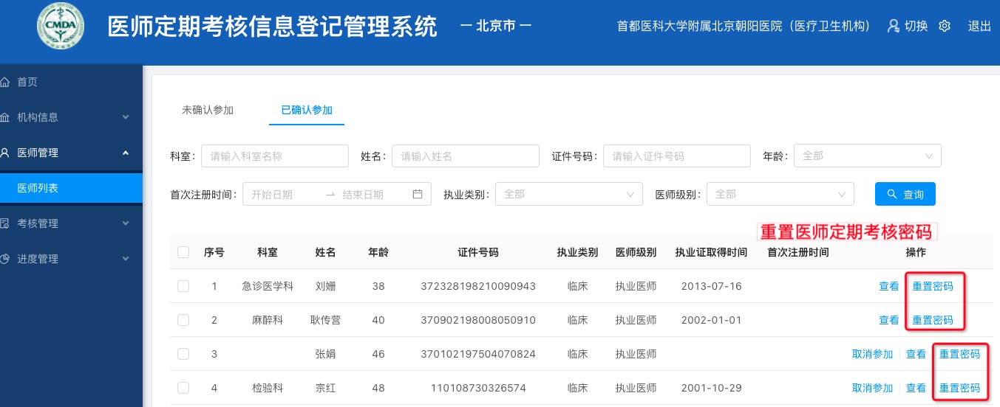 CMDA
医师定期考核信息登记管理系统 一 北京市 一 首都医科大学附属北京朝阳医院（医疗卫生机构） 切换 退出
首页
机构信息
医师管理
医师列表
考核管理
进度管理
未确认参加 已确认参加
科室： 请输入科室名称 姓名： 请输入姓名 证件号码： 请输入证件号码 年龄： 全部
首次注册时间： 开始日期 → 结束日期 执业类别： 全部 医师级别： 全部 查询
重置医师定期考核密码
序号 科室 姓名 年龄 证件号码 执业类别 医师级别 执业证取得时间 首次注册时间 操作
1 急诊医学科 刘姗 38 372328198210090943 临床 执业医师 2013-07-16 查看 重置密码
2 麻醉科 耿传营 40 370902198008050910 临床 执业医师 2002-01-01 查看 重置密码
3 张娟 46 370102197504070824 临床 执业医师 取消参加 查看 重置密码
4 检验科 宗红 48 110108730326574 临床 执业医师 2001-10-29 取消参加 查看 重置密码